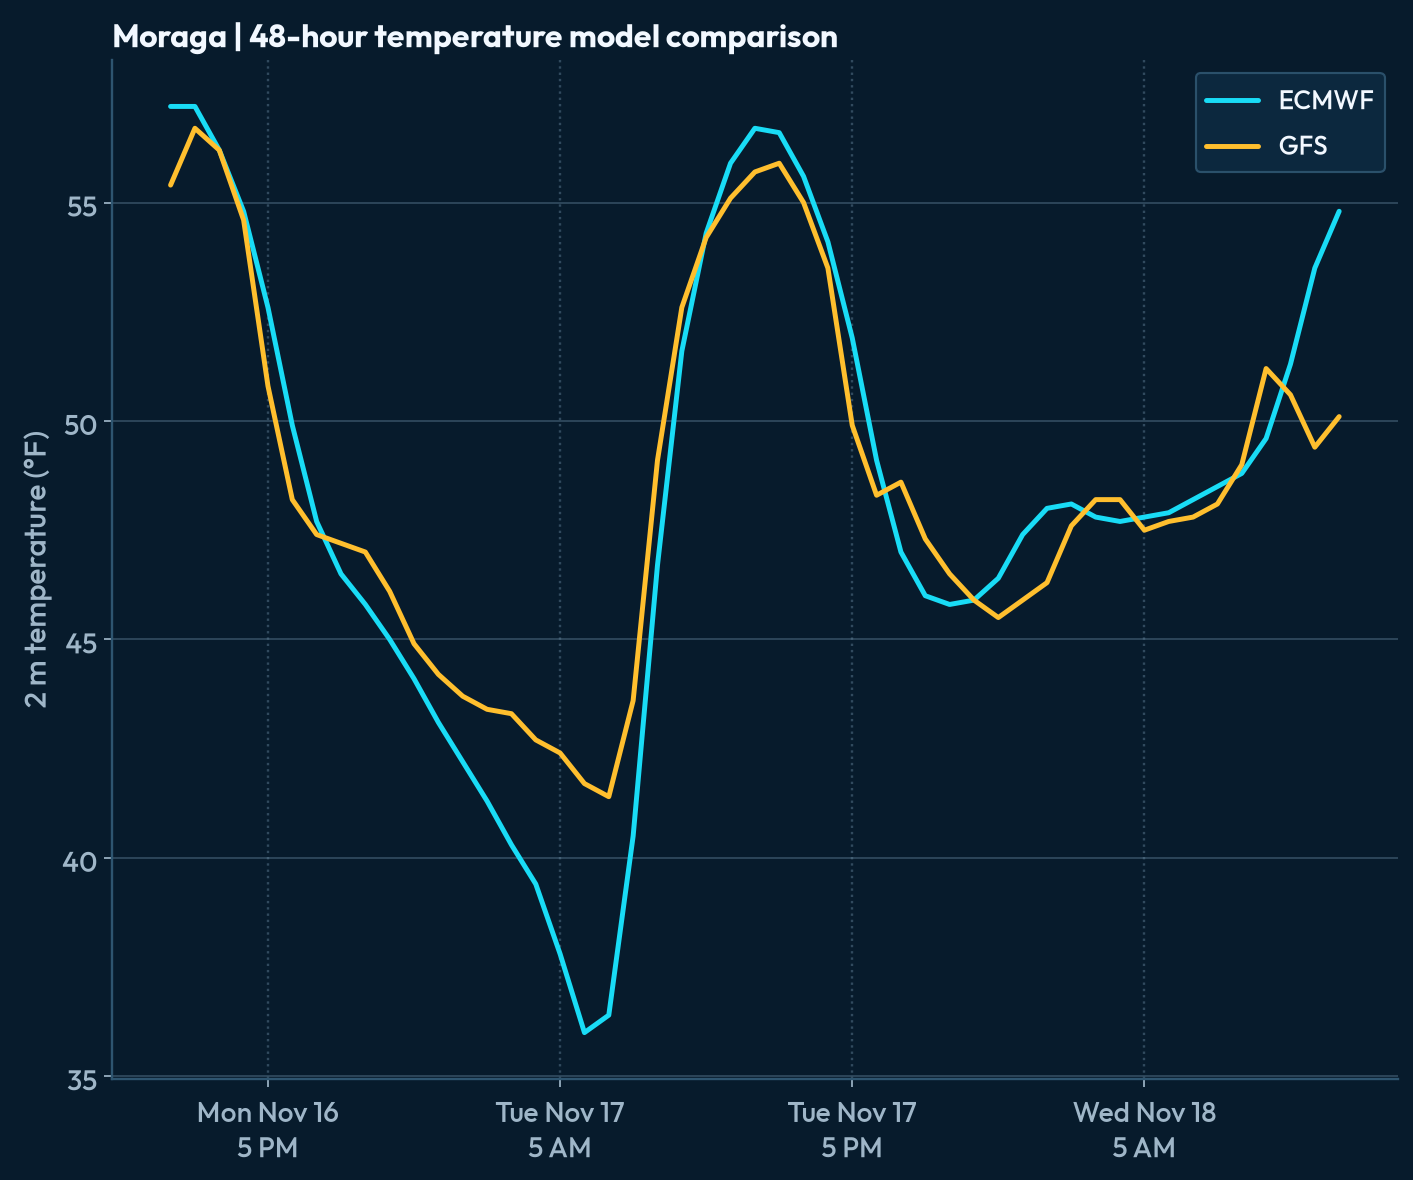 Moraga | 48-hour temperature model comparison
ECMWF
GFS
2 m temperature (°F)
55
50
45
40
35
Mon Nov 16
5 PM
Tue Nov 17
5 AM
Tue Nov 17
5 PM
Wed Nov 18
5 AM